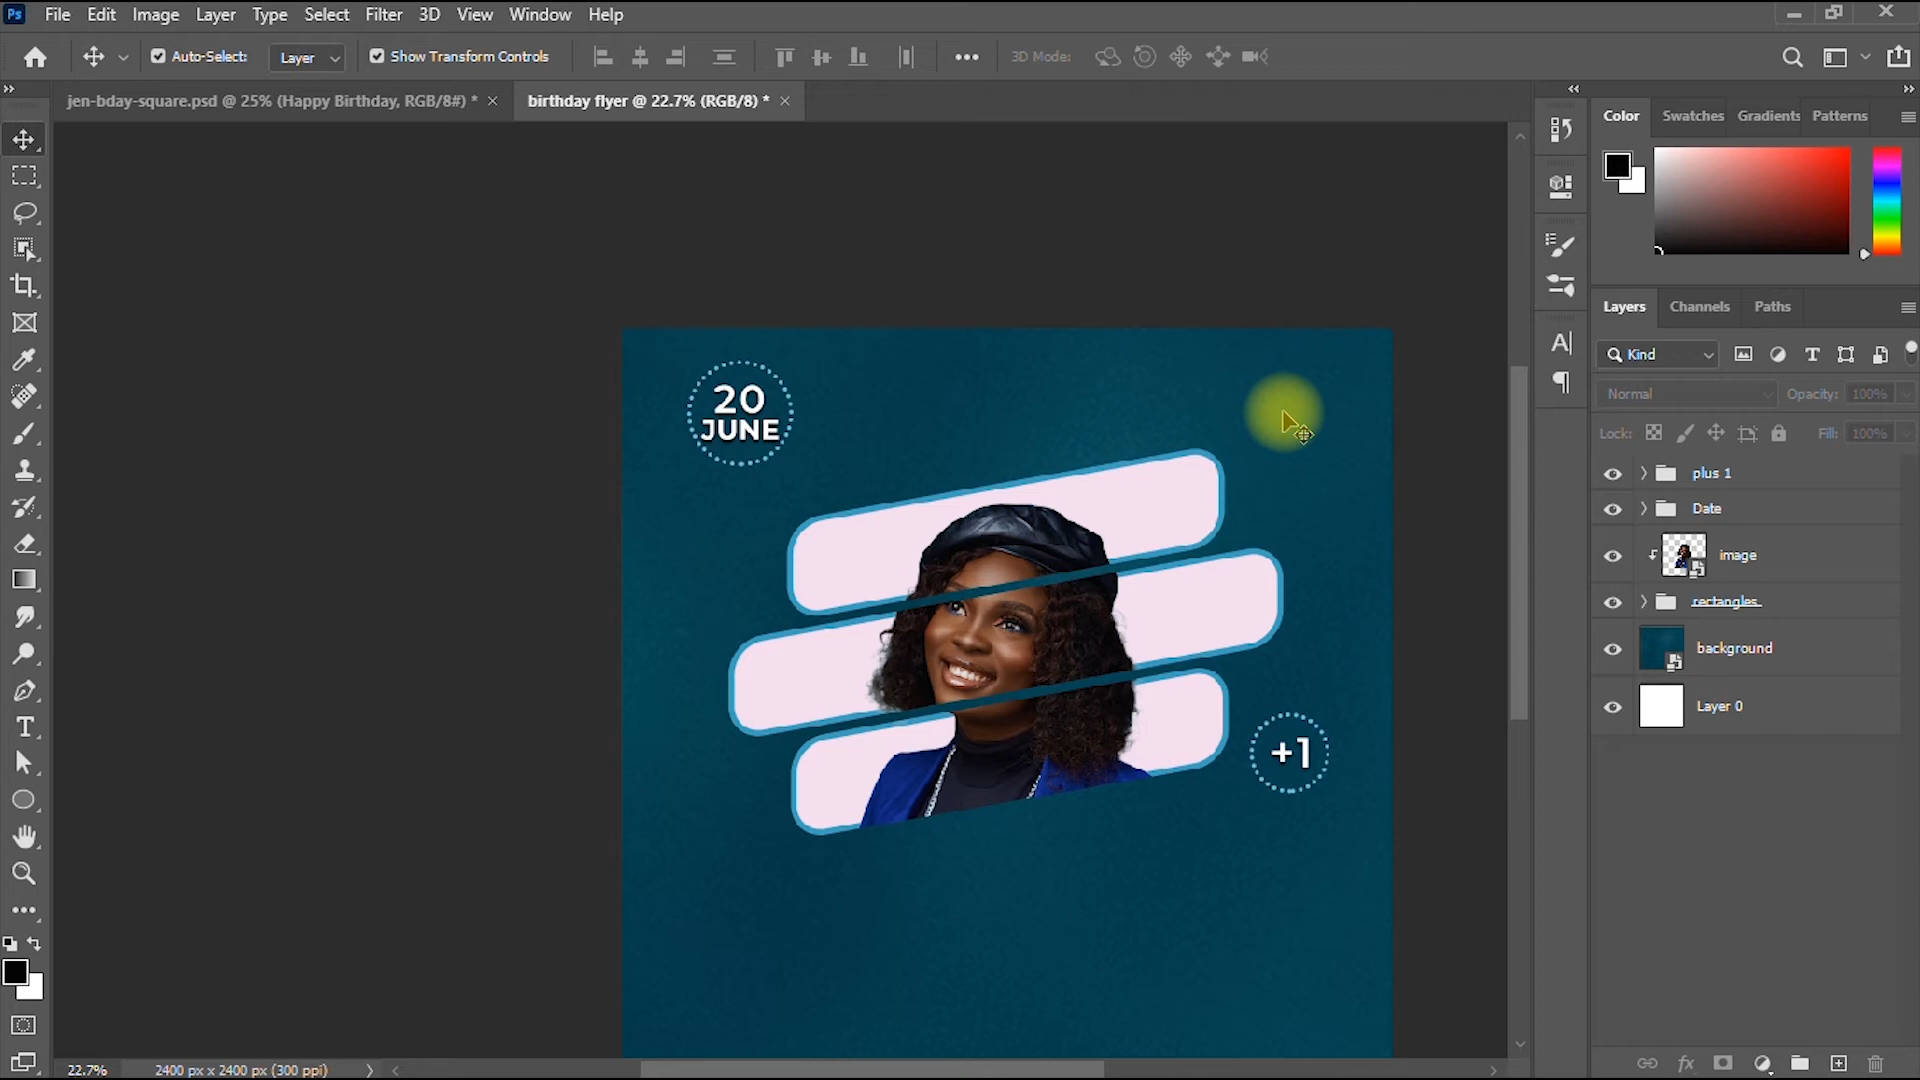 Ps File Edit Image Layer Type Select Filter 3D View Window Help
Auto-Select: Layer Show Transform Controls 3D Mode:
jen-bday-square.psd @ 25% (Happy Birthday, RGB/8#) * birthday flyer @ 22.7% (RGB/8) *
Color Swatches Gradients Patterns
Layers Channels Paths
Kind
Normal Opacity: 100%
Lock: Fill: 100%
plus 1
Date
image
rectangles
background
Layer 0
20
JUNE
+1
22.7% 2400 px x 2400 px (300 ppi)